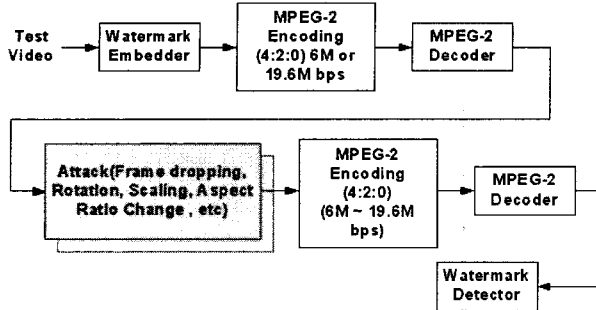 Test
Video
Watermark
Embedder
MPEG-2
Encoding
(4:2:0) 6M or
19.6M bps
MPEG-2
Decoder
Attack(Frame dropping,
Rotation, Scaling, Aspect
Ratio Change , etc)
MPEG-2
Encoding
(4:2:0)
(6M ~ 19.6M
bps)
MPEG-2
Decoder
Watermark
Detector